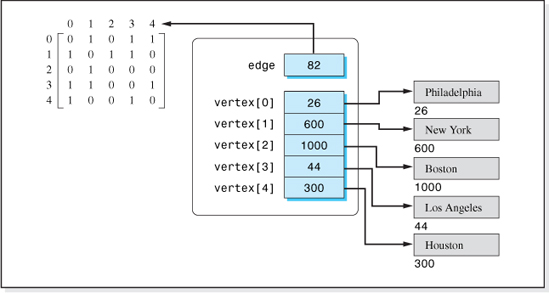 0 1 2 3 4
0 0 1 0 1 1
1 1 0 1 1 0
2 0 1 0 0 0
3 1 1 0 0 1
4 1 0 0 1 0
edge 82
vertex[0] 26
vertex[1] 600
vertex[2] 1000
vertex[3] 44
vertex[4] 300
Philadelphia
26
New York
600
Boston
1000
Los Angeles
44
Houston
300